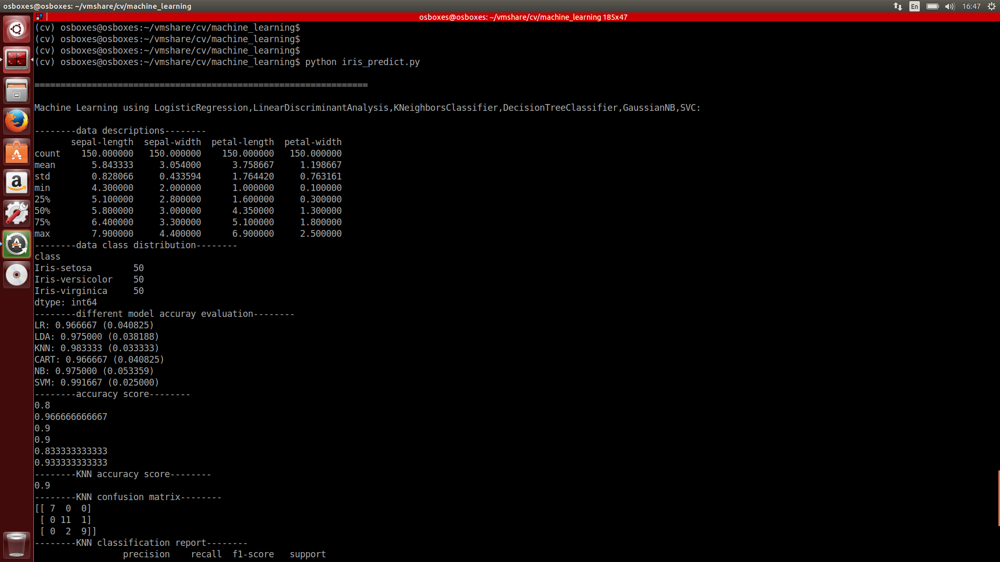 osboxes@osboxes: ~/vmshare/cv/machine_learning
En
16:47
osboxes@osboxes: ~/vmshare/cv/machine_learning 185x47
(cv) osboxes@osboxes:~/vmshare/cv/machine_learning$
(cv) osboxes@osboxes:~/vmshare/cv/machine_learning$
(cv) osboxes@osboxes:~/vmshare/cv/machine_learning$
(cv) osboxes@osboxes:~/vmshare/cv/machine_learning$ python iris_predict.py
================================================================
Machine Learning using LogisticRegression,LinearDiscriminantAnalysis,KNeighborsClassifier,DecisionTreeClassifier,GaussianNB,SVC:
--------data descriptions--------
       sepal-length  sepal-width  petal-length  petal-width
count    150.000000   150.000000    150.000000   150.000000
mean       5.843333     3.054000      3.758667     1.198667
std        0.828066     0.433594      1.764420     0.763161
min        4.300000     2.000000      1.000000     0.100000
25%        5.100000     2.800000      1.600000     0.300000
50%        5.800000     3.000000      4.350000     1.300000
75%        6.400000     3.300000      5.100000     1.800000
max        7.900000     4.400000      6.900000     2.500000
--------data class distribution--------
class
Iris-setosa        50
Iris-versicolor    50
Iris-virginica     50
dtype: int64
--------different model accuray evaluation--------
LR: 0.966667 (0.040825)
LDA: 0.975000 (0.038188)
KNN: 0.983333 (0.033333)
CART: 0.966667 (0.040825)
NB: 0.975000 (0.053359)
SVM: 0.991667 (0.025000)
--------accuracy score--------
0.8
0.966666666667
0.9
0.9
0.833333333333
0.933333333333
--------KNN accuracy score--------
0.9
--------KNN confusion matrix--------
[[ 7  0  0]
 [ 0 11  1]
 [ 0  2  9]]
--------KNN classification report--------
                 precision    recall  f1-score   support